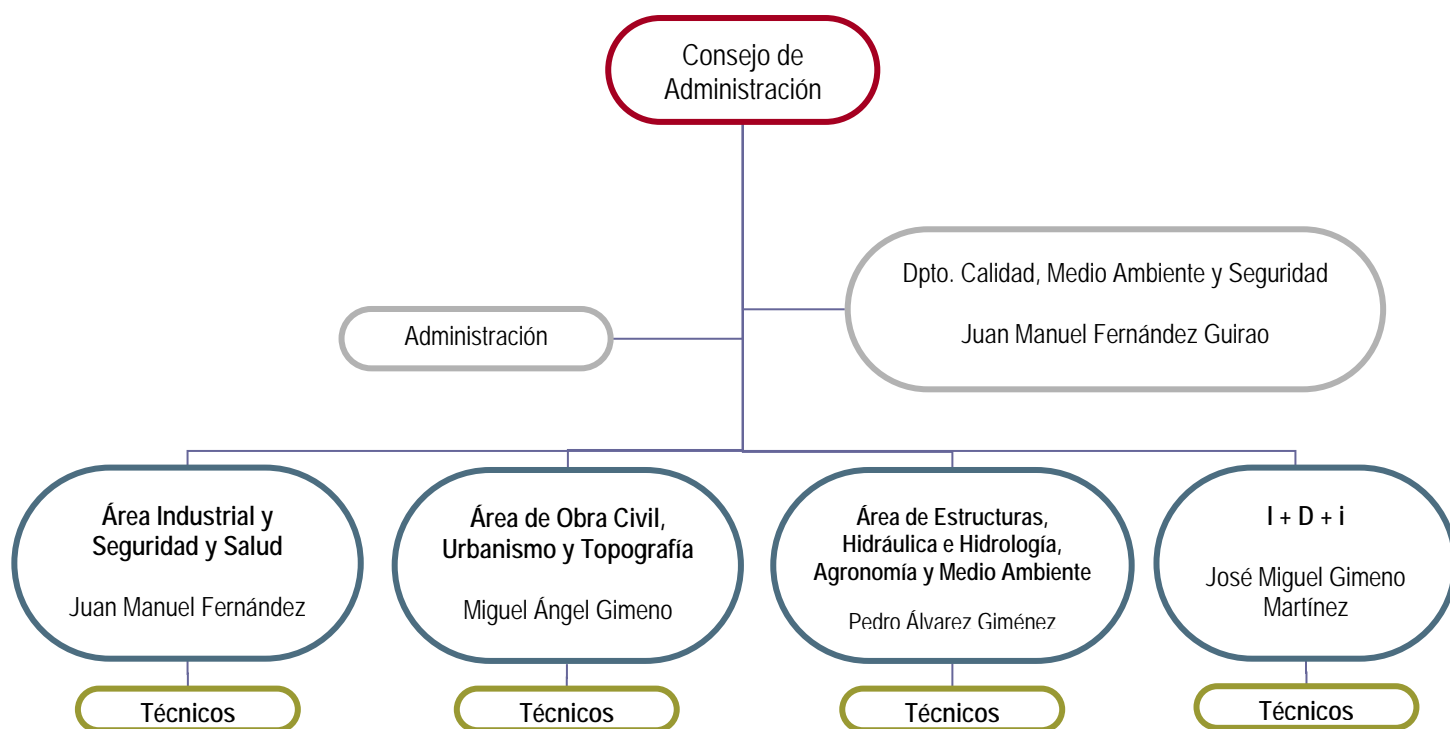 Consejo de
Administración
Dpto. Calidad, Medio Ambiente y Seguridad
Juan Manuel Fernández Guirao
Administración
Área Industrial y
Seguridad y Salud
Juan Manuel Fernández
Área de Obra Civil,
Urbanismo y Topografía
Miguel Ángel Gimeno
Área de Estructuras,
Hidráulica e Hidrología,
Agronomía y Medio Ambiente
Pedro Álvarez Giménez
I + D + i
José Miguel Gimeno
Martínez
Técnicos
Técnicos
Técnicos
Técnicos